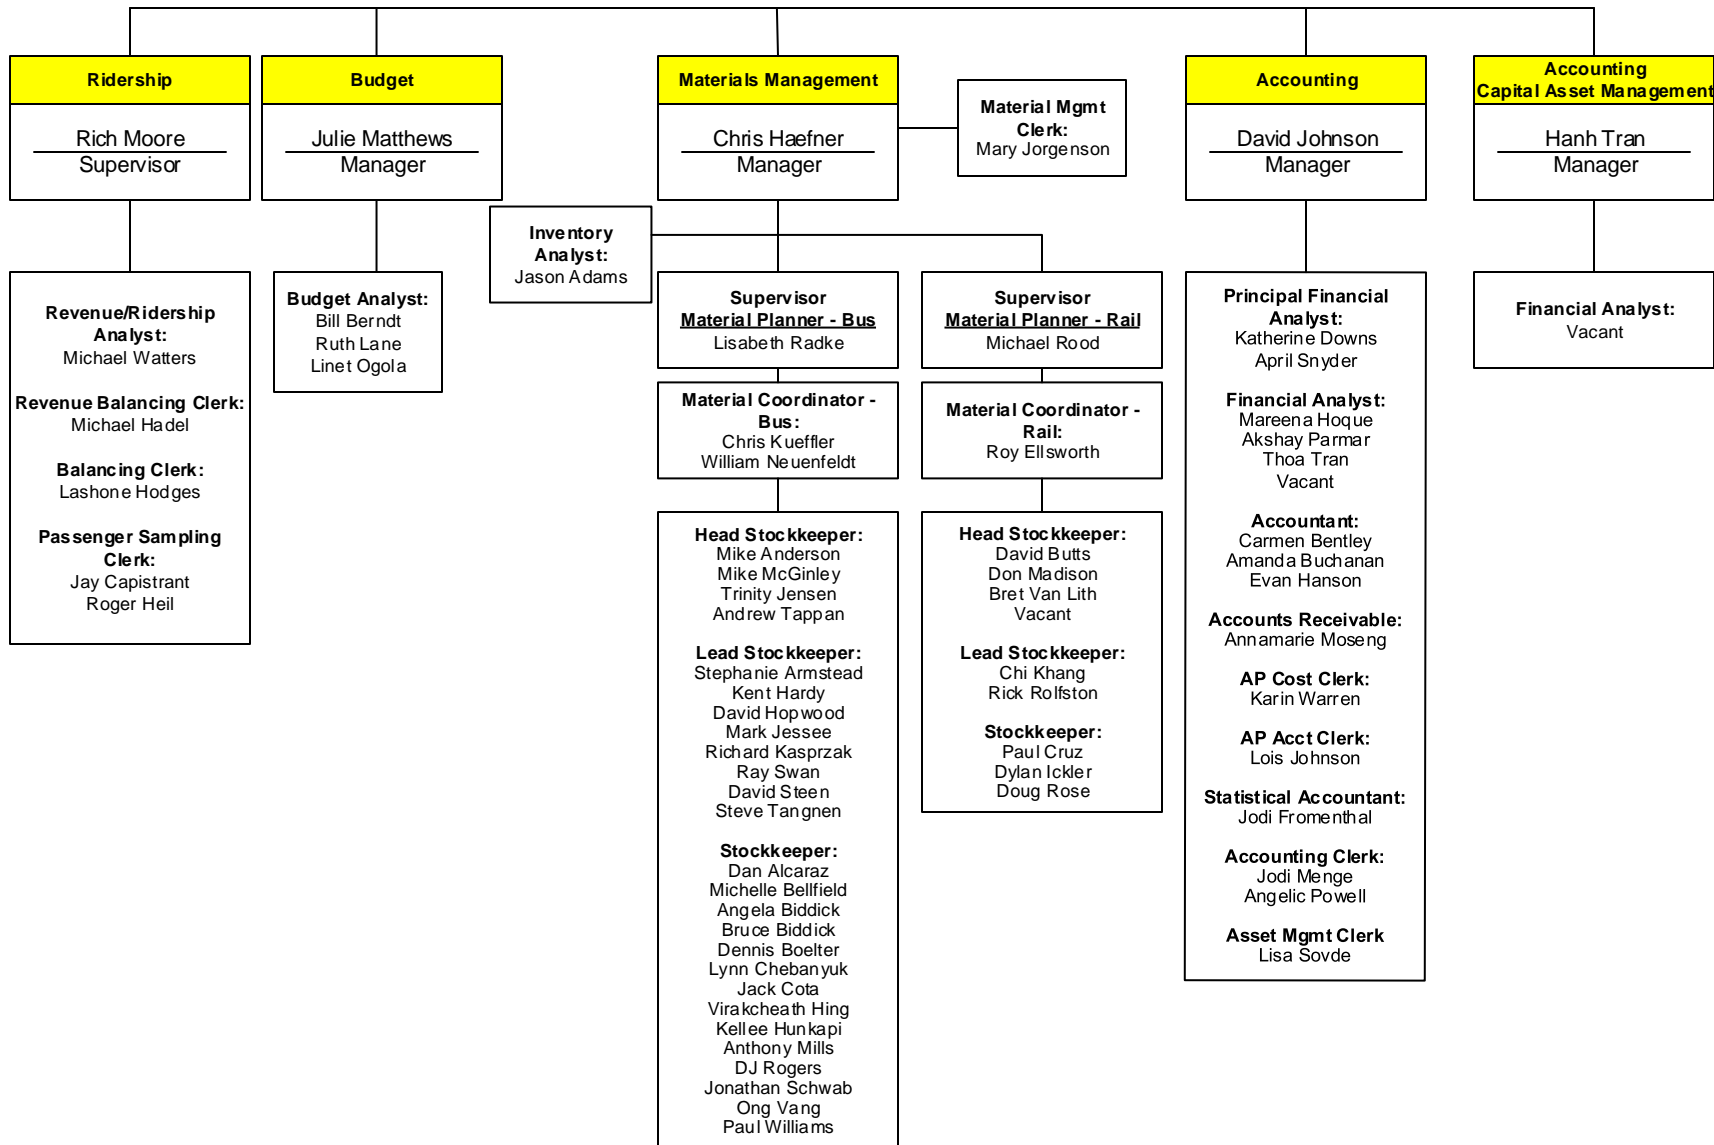 Ridership
Rich Moore
Supervisor
Revenue/Ridership
Analyst:
Michael Watters
Revenue Balancing Clerk:
Michael Hadel
Balancing Clerk:
Lashone Hodges
Passenger Sampling
Clerk:
Jay Capistrant
Roger Heil
Budget
Julie Matthews
Manager
Budget Analyst:
Bill Berndt
Ruth Lane
Linet Ogola
Materials Management
Chris Haefner
Manager
Material Mgmt
Clerk:
Mary Jorgenson
Inventory
Analyst:
Jason Adams
Supervisor
Material Planner - Bus
Lisabeth Radke
Material Coordinator -
Bus:
Chris Kueffler
William Neuenfeldt
Head Stockkeeper:
Mike Anderson
Mike McGinley
Trinity Jensen
Andrew Tappan
Lead Stockkeeper:
Stephanie Armstead
Kent Hardy
David Hopwood
Mark Jessee
Richard Kasprzak
Ray Swan
David Steen
Steve Tangnen
Stockkeeper:
Dan Alcaraz
Michelle Bellfield
Angela Biddick
Bruce Biddick
Dennis Boelter
Lynn Chebanyuk
Jack Cota
Virakcheath Hing
Kellee Hunkapi
Anthony Mills
DJ Rogers
Jonathan Schwab
Ong Vang
Paul Williams
Supervisor
Material Planner - Rail
Michael Rood
Material Coordinator -
Rail:
Roy Ellsworth
Head Stockkeeper:
David Butts
Don Madison
Bret Van Lith
Vacant
Lead Stockkeeper:
Chi Khang
Rick Rolfston
Stockkeeper:
Paul Cruz
Dylan Ickler
Doug Rose
Accounting
David Johnson
Manager
Principal Financial
Analyst:
Katherine Downs
April Snyder
Financial Analyst:
Mareena Hoque
Akshay Parmar
Thoa Tran
Vacant
Accountant:
Carmen Bentley
Amanda Buchanan
Evan Hanson
Accounts Receivable:
Annamarie Moseng
AP Cost Clerk:
Karin Warren
AP Acct Clerk:
Lois Johnson
Statistical Accountant:
Jodi Fromenthal
Accounting Clerk:
Jodi Menge
Angelic Powell
Asset Mgmt Clerk
Lisa Sovde
Accounting
Capital Asset Management
Hanh Tran
Manager
Financial Analyst:
Vacant